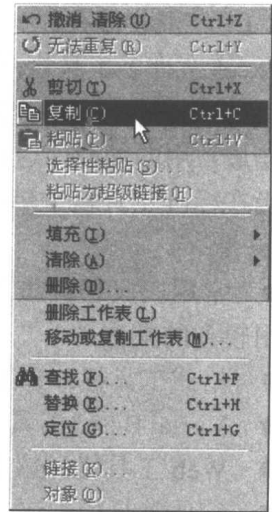 撤消 清除(U) Ctrl+Z
无法重复(R) Ctrl+Y
剪切(T) Ctrl+X
复制(C) Ctrl+C
粘贴(P) Ctrl+V
选择性粘贴(S)...
粘贴为超级链接(H)
填充(I)
清除(A)
删除(D)...
删除工作表(L)
移动或复制工作表(M)...
查找(F)... Ctrl+F
替换(E)... Ctrl+H
定位(G)... Ctrl+G
链接(K)...
对象(O)